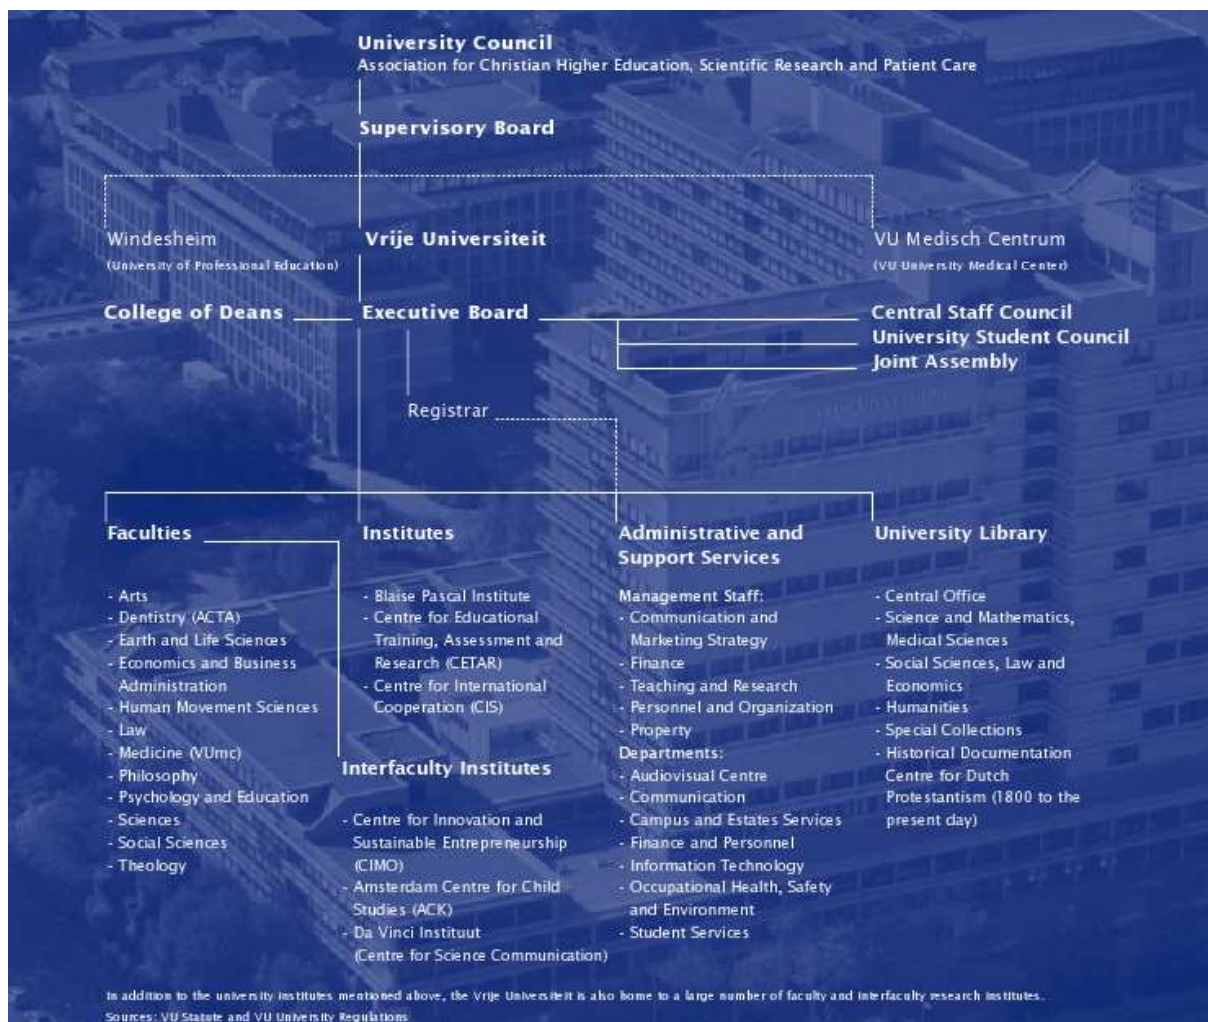 University Council
Association for Christian Higher Education, Scientific Research and Patient Care
Supervisory Board
Windesheim
(University of Professional Education)
Vrije Universiteit
VU Medisch Centrum
(VU University Medical Center)
College of Deans
Executive Board
Central Staff Council
University Student Council
Joint Assembly
Registrar
Faculties
- Arts
- Dentistry (ACTA)
- Earth and Life Sciences
- Economics and Business
Administration
- Human Movement Sciences
- Law
- Medicine (VUmc)
- Philosophy
- Psychology and Education
- Sciences
- Social Sciences
- Theology
Institutes
- Blaise Pascal Institute
- Centre for Educational
Training, Assessment and
Research (CETAR)
- Centre for International
Cooperation (CIS)
Interfaculty Institutes
- Centre for Innovation and
Sustainable Entrepreneurship
(CIMO)
- Amsterdam Centre for Child
Studies (ACK)
- Da Vinci Instituut
(Centre for Science Communication)
Administrative and
Support Services
Management Staff:
- Communication and
Marketing Strategy
- Finance
- Teaching and Research
- Personnel and Organization
- Property
Departments:
- Audiovisual Centre
- Communication
- Campus and Estates Services
- Finance and Personnel
- Information Technology
- Occupational Health, Safety
and Environment
- Student Services
University Library
- Central Office
- Science and Mathematics,
Medical Sciences
- Social Sciences, Law and
Economics
- Humanities
- Special Collections
- Historical Documentation
Centre for Dutch
Protestantism (1800 to the
present day)
In addition to the university institutes mentioned above, the Vrije Universiteit is also home to a large number of faculty and interfaculty research institutes.
Sources: VU Statute and VU University Regulations